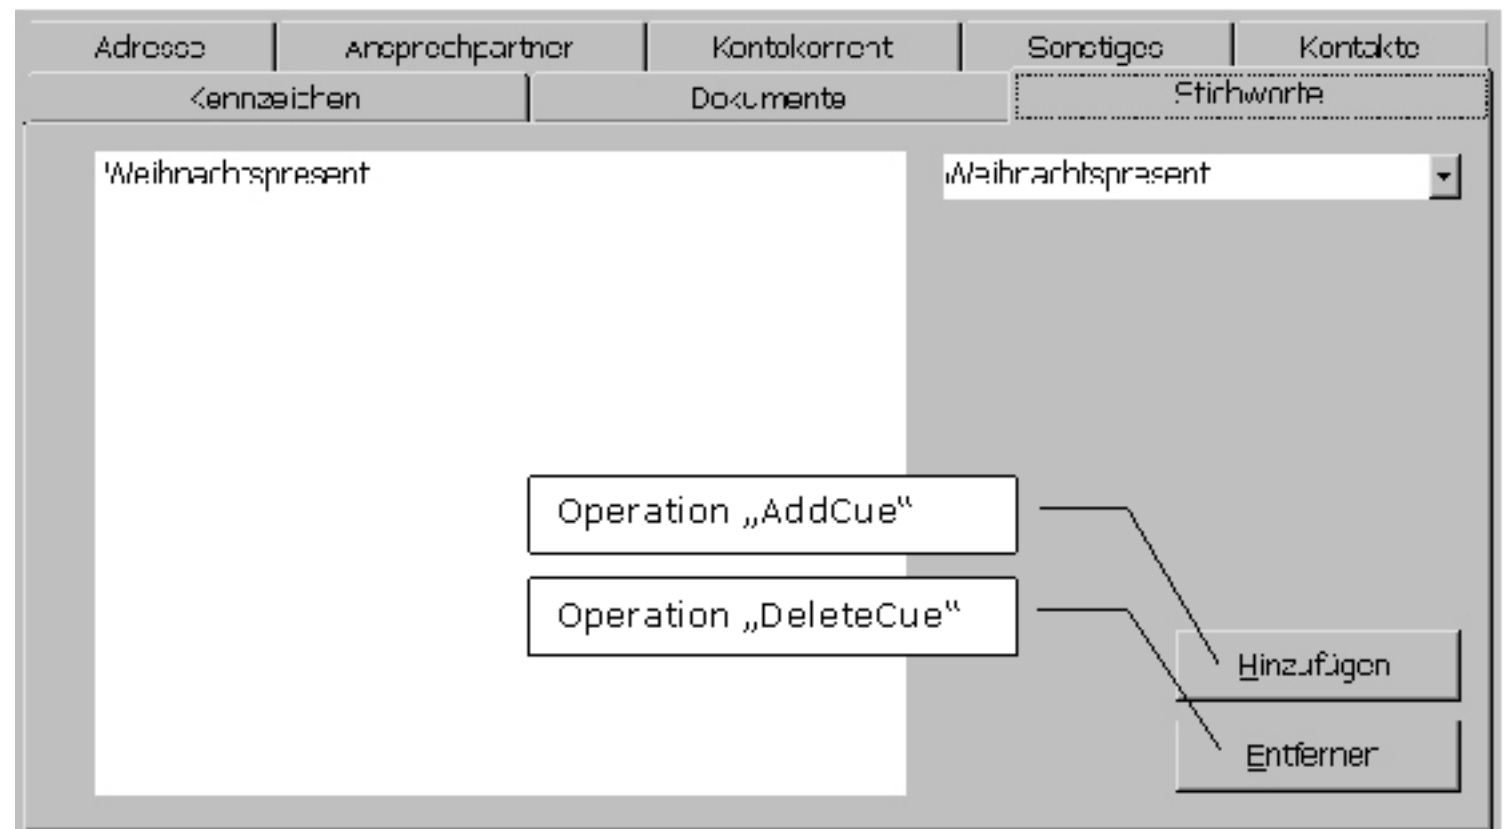 Adresse Ansprechpartner Kontokorrent Sonstiges Kontakte
Kennzeichen Dokumente Stichworte
Weihnachtspresent Weihnachtspresent
Operation „AddCue“
Operation „DeleteCue“
Hinzufügen
Entfernen